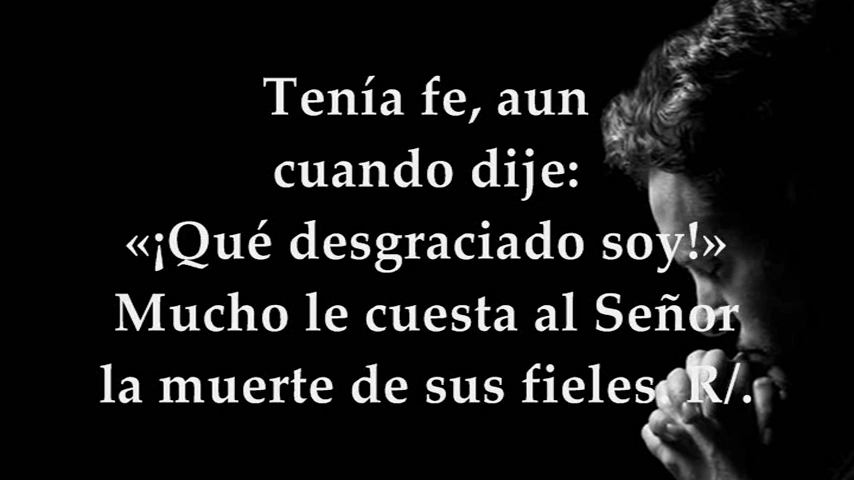 Tenía fe, aun
cuando dije:
«¡Qué desgraciado soy!»
Mucho le cuesta al Señor
la muerte de sus fieles. R/.